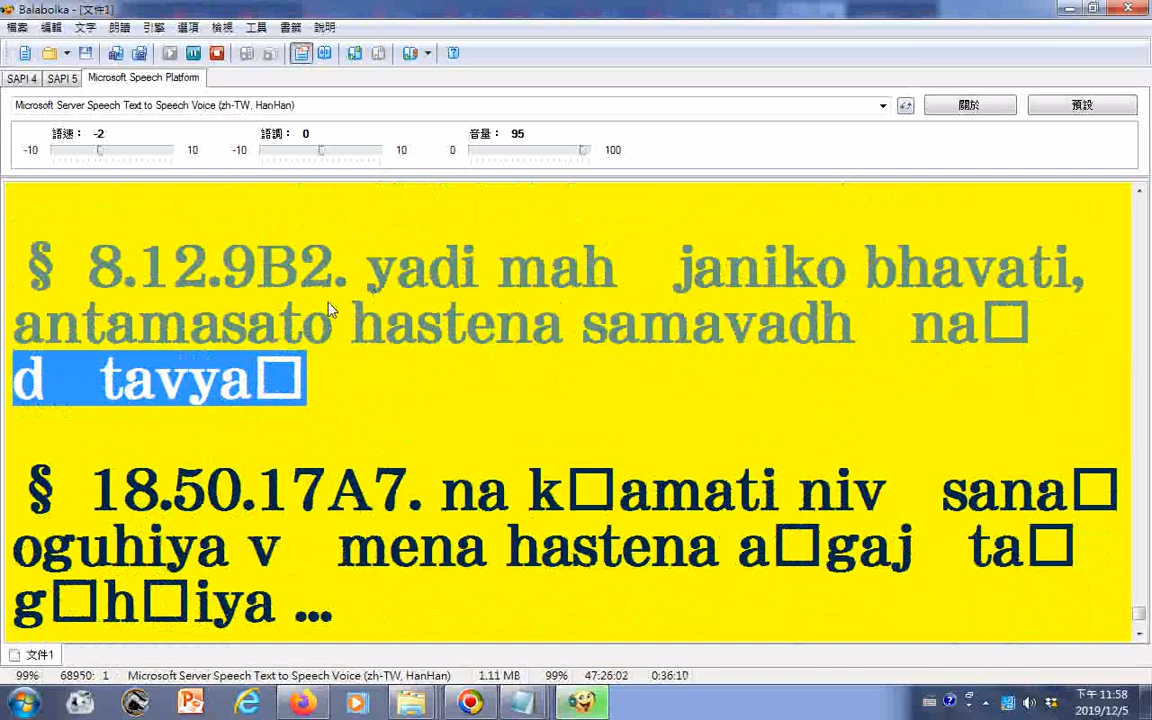 Balabolka - [文件1]
檔案 編輯 文字 朗讀 引擎 選項 檢視 工具 書籤 說明
SAPI 4 SAPI 5 Microsoft Speech Platform
Microsoft Server Speech Text to Speech Voice (zh-TW, HanHan) 關於 預設
語速： -2 語調： 0 音量： 95
-10 10 -10 10 0 100
§ 8.12.9B2. yadi mah janiko bhavati,
antamasato hastena samavadh na□
d tavya□
§ 18.50.17A7. na k□amati niv sana□
oguhiya v mena hastena a□gaj ta□
g□h□iya ...
文件1
99% 68950: 1 Microsoft Server Speech Text to Speech Voice (zh-TW, HanHan) 1.11 MB 99% 47:26:02 0:36:10
下午 11:58
2019/12/5